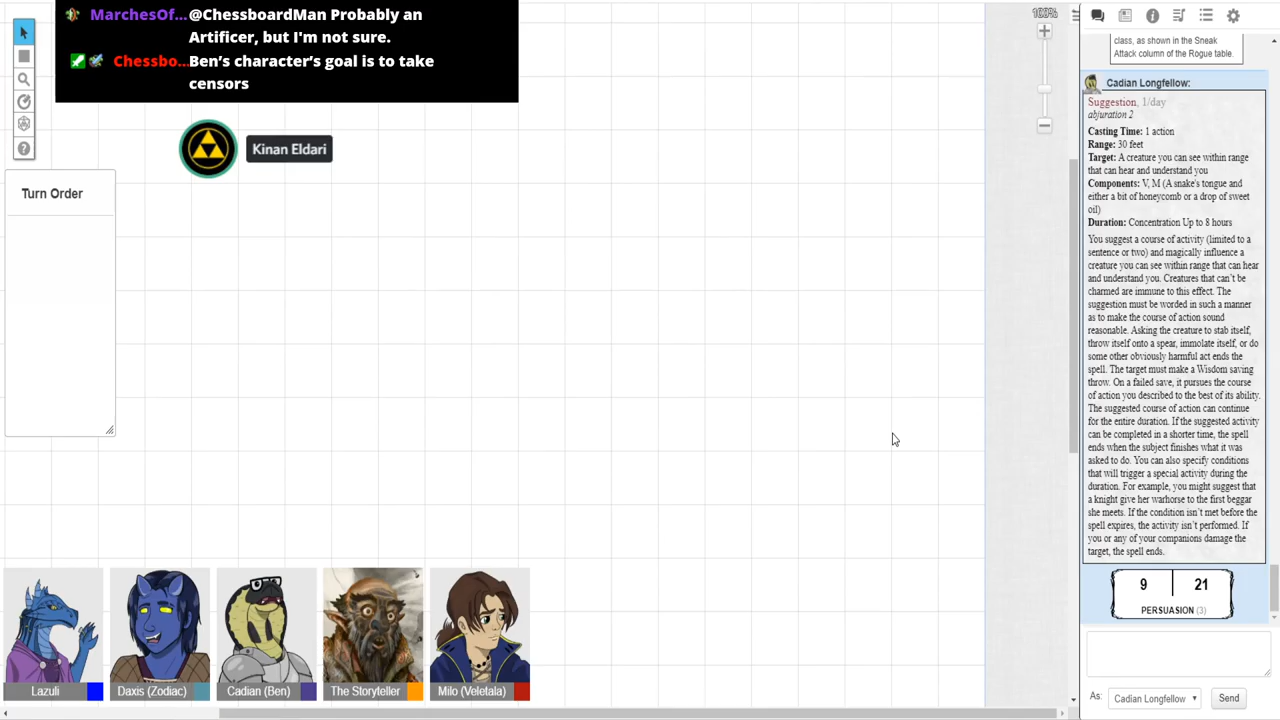 MarchesOf... @ChessboardMan Probably an
Artificer, but I'm not sure.
Chessbo... Ben's character's goal is to take
censors
Kinan Eldari
Turn Order
100%
class, as shown in the Sneak
Attack column of the Rogue table.
Cadian Longfellow:
Suggestion, 1/day
abjuration 2
Casting Time: 1 action
Range: 30 feet
Target: A creature you can see within range
that can hear and understand you
Components: V, M (A snake's tongue and
either a bit of honeycomb or a drop of sweet
oil)
Duration: Concentration Up to 8 hours
You suggest a course of activity (limited to a
sentence or two) and magically influence a
creature you can see within range that can hear
and understand you. Creatures that can't be
charmed are immune to this effect. The
suggestion must be worded in such a manner
as to make the course of action sound
reasonable. Asking the creature to stab itself,
throw itself onto a spear, immolate itself, or do
some other obviously harmful act ends the
spell. The target must make a Wisdom saving
throw. On a failed save, it pursues the course
of action you described to the best of its ability.
The suggested course of action can continue
for the entire duration. If the suggested activity
can be completed in a shorter time, the spell
ends when the subject finishes what it was
asked to do. You can also specify conditions
that will trigger a special activity during the
duration. For example, you might suggest that
a knight give her warhorse to the first beggar
she meets. If the condition isn't met before the
spell expires, the activity isn't performed. If
you or any of your companions damage the
target, the spell ends.
9 21
PERSUASION (3)
As: Cadian Longfellow Send
Lazuli
Daxis (Zodiac)
Cadian (Ben)
The Storyteller
Milo (Veletala)